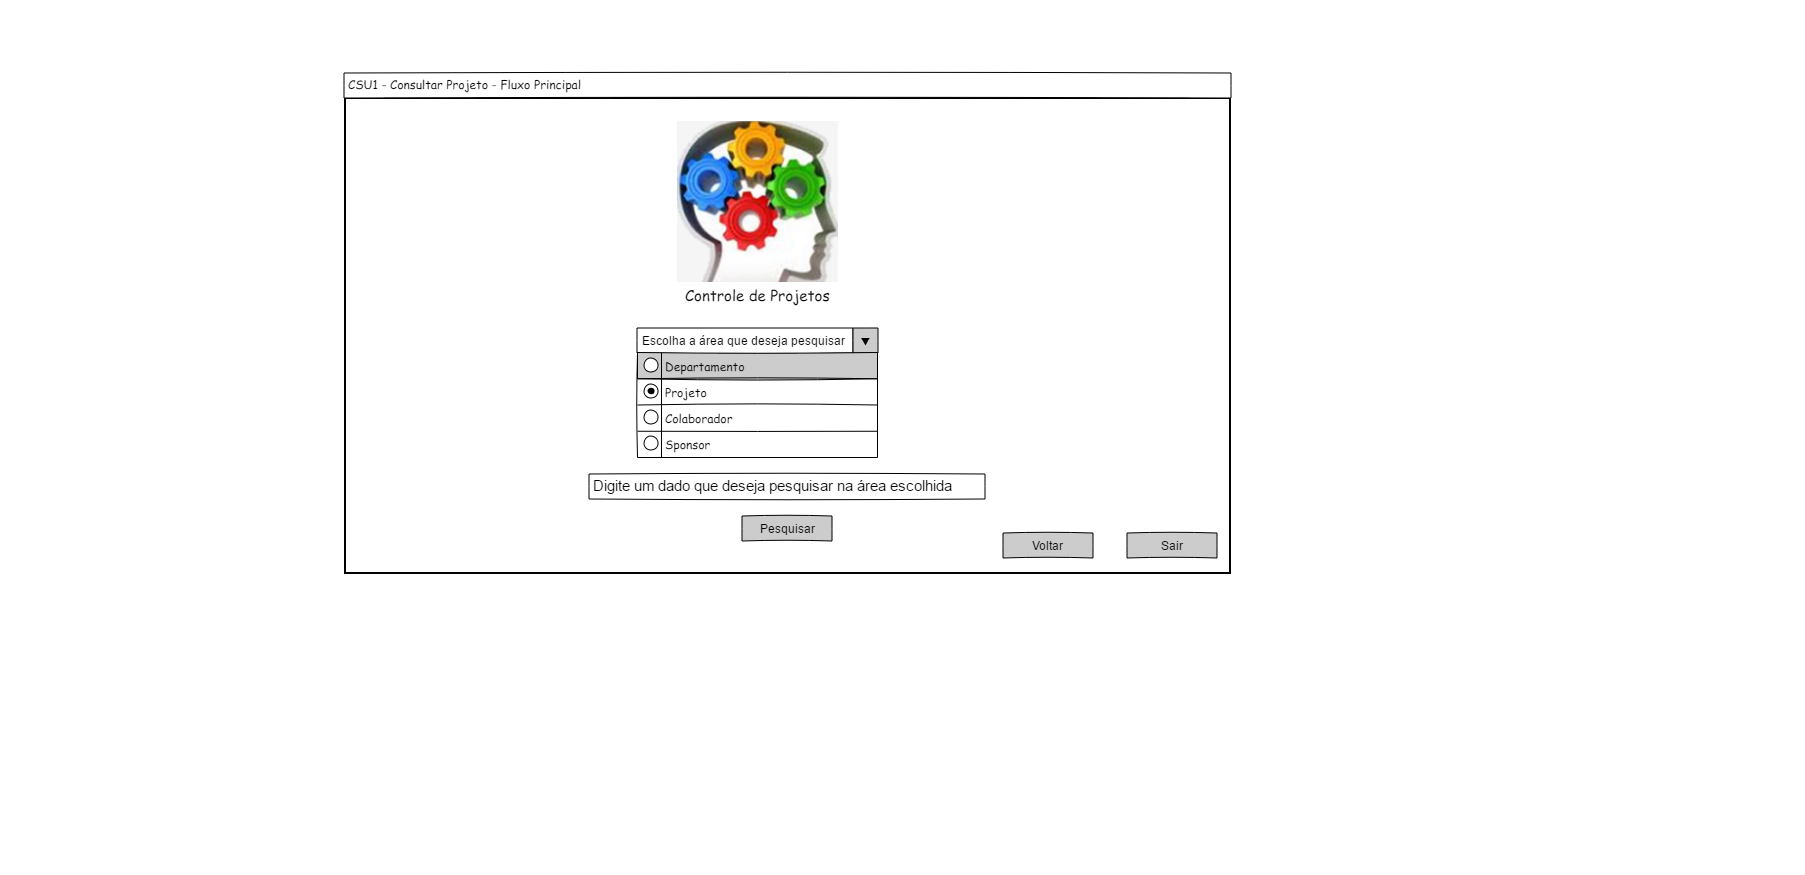 CSU1 - Consultar Projeto - Fluxo Principal
Controle de Projetos
Escolha a área que deseja pesquisar
Departamento
Projeto
Colaborador
Sponsor
Digite um dado que deseja pesquisar na área escolhida
Pesquisar
Voltar
Sair